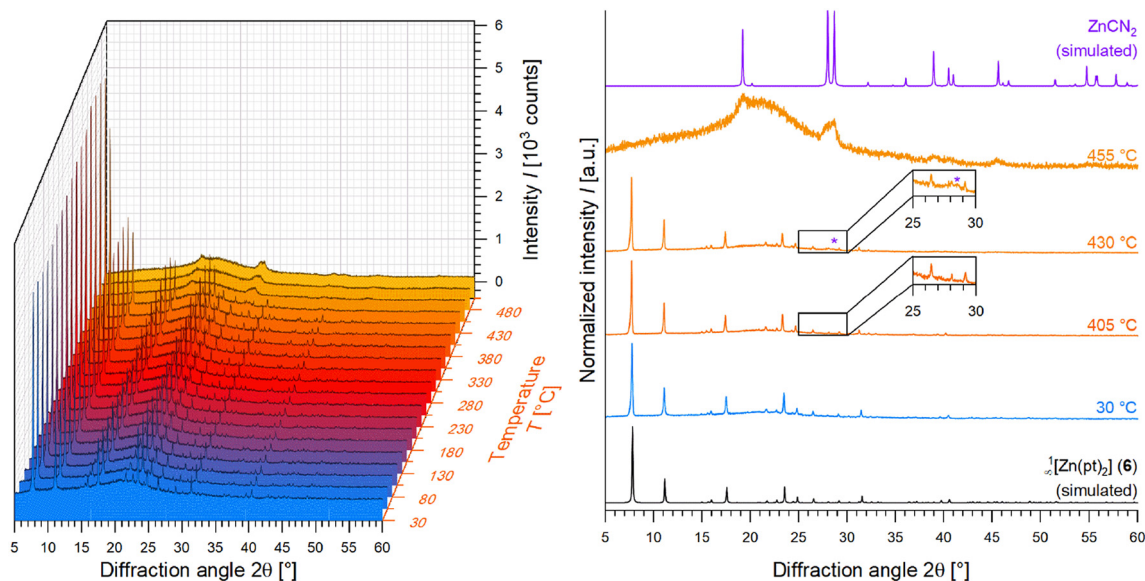 6
5
4
3
2
1
0
Intensity / [10³ counts]
480
430
380
330
280
230
180
130
80
30
Temperature
T [°C]
5 10 15 20 25 30 35 40 45 50 55 60
Diffraction angle 2θ [°]
Normalized intensity / [a.u.]
ZnCN₂
(simulated)
455 °C
*
25 30
*
430 °C
25 30
405 °C
30 °C
¹∞[Zn(pt)₂] (6)
(simulated)
5 10 15 20 25 30 35 40 45 50 55 60
Diffraction angle 2θ [°]